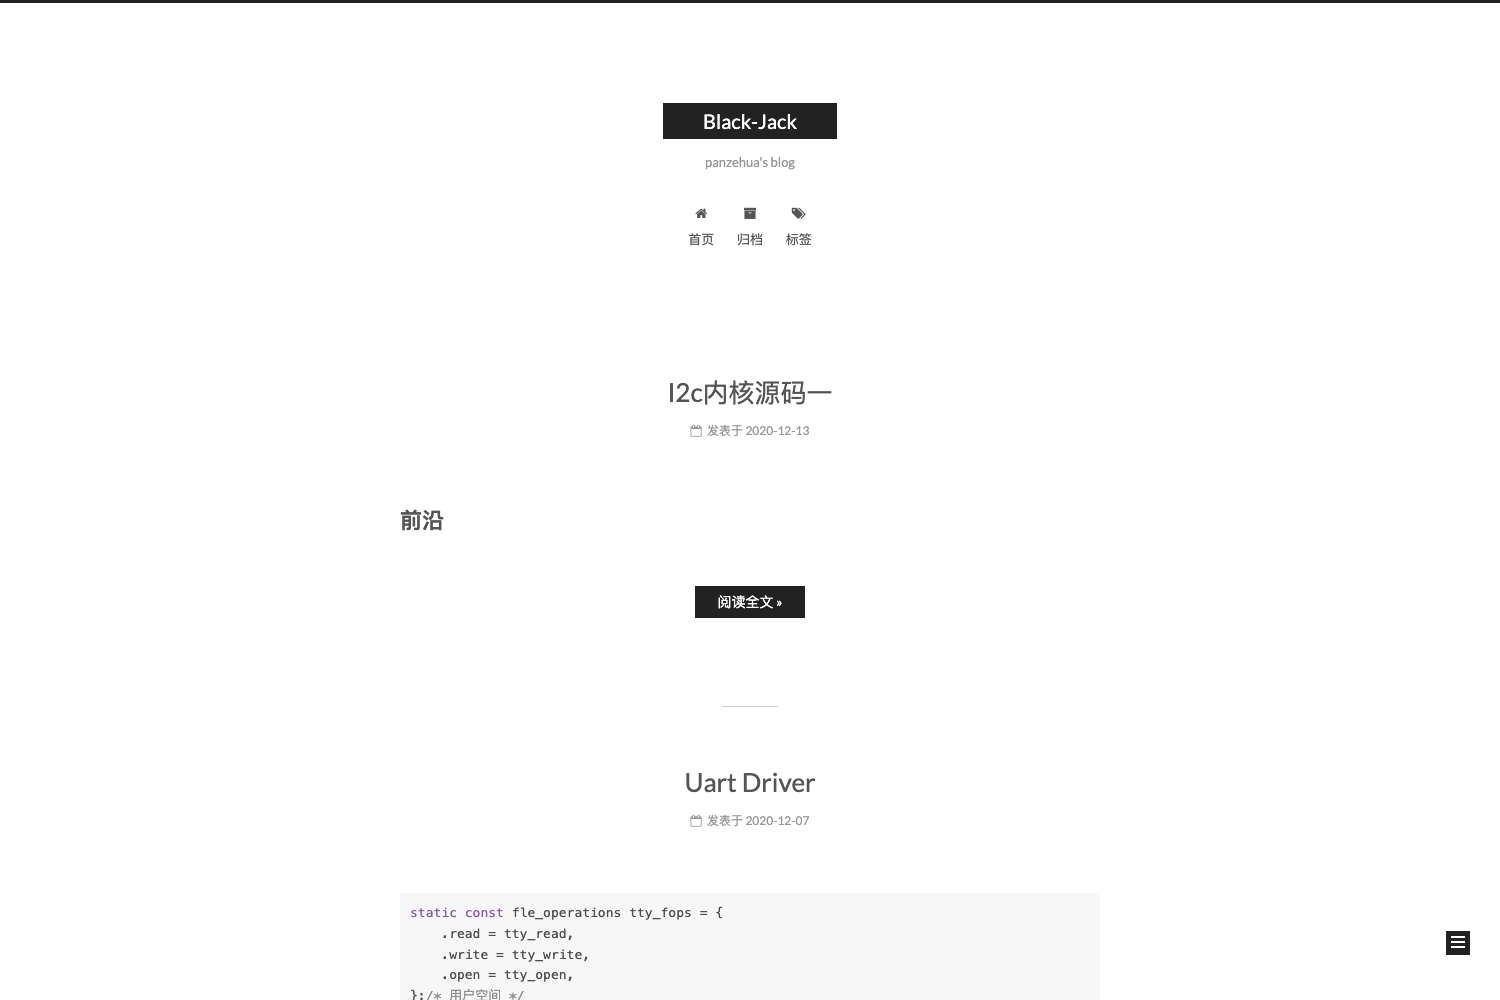 Black-Jack
panzehua's blog
首页 归档 标签
I2c内核源码一
发表于 2020-12-13
前沿
阅读全文 »
Uart Driver
发表于 2020-12-07
static const fle_operations tty_fops = {
    .read = tty_read,
    .write = tty_write,
    .open = tty_open,
};/* 用户空间 */